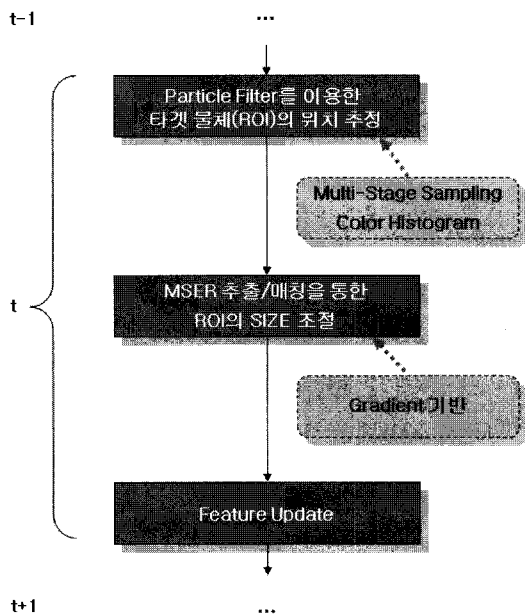 t-1
...
Particle Filter를 이용한
타겟 물체(ROI)의 위치 추정
Multi-Stage Sampling
Color Histogram
t
MSER 추출/매칭을 통한
ROI의 SIZE 조절
Gradient 기반
Feature Update
t+1
...